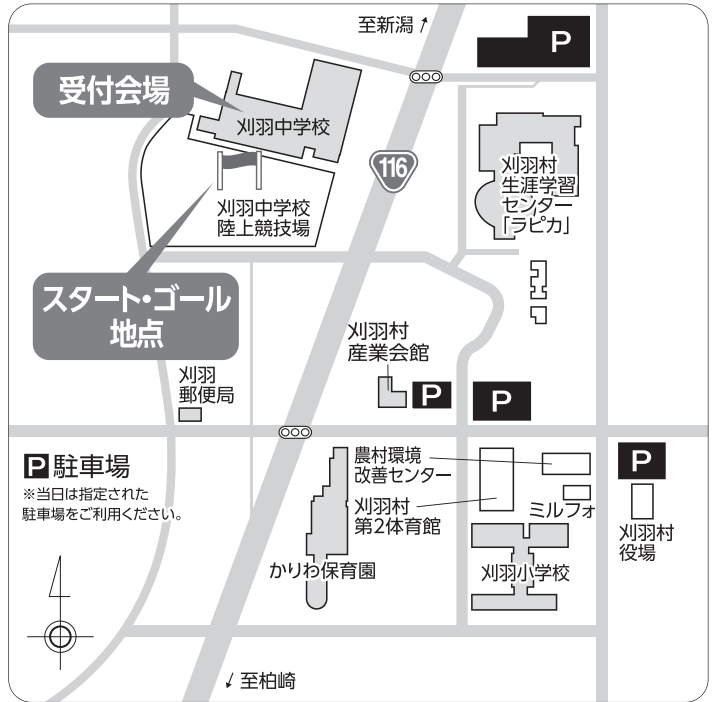 至新潟
P
受付会場
刈羽中学校
116
刈羽村
生涯学習
センター
「ラピカ」
刈羽中学校
陸上競技場
スタート・ゴール
地点
刈羽村
産業会館
刈羽
郵便局
P
P
P 駐車場
※当日は指定された
駐車場をご利用ください。
農村環境
改善センター
刈羽村
第2体育館
ミルフォ
P
刈羽村
役場
かりわ保育園
刈羽小学校
至柏崎